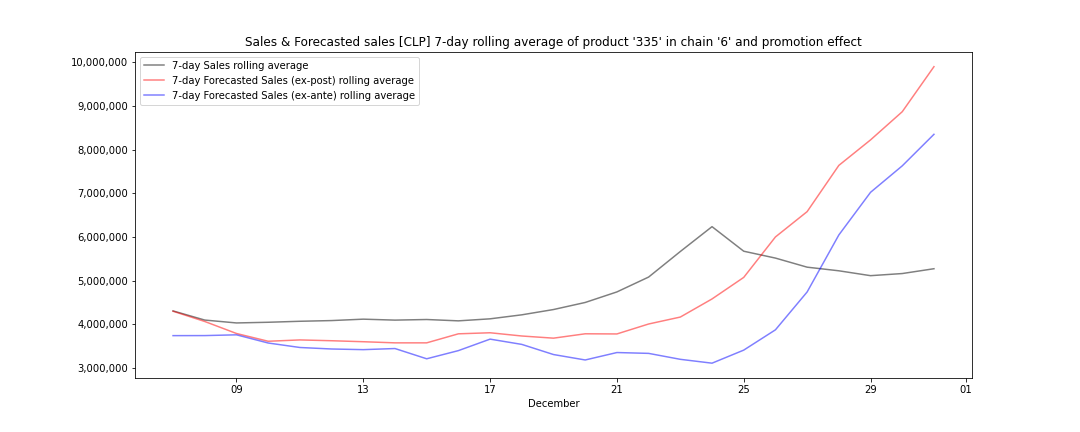 Sales & Forecasted sales [CLP] 7-day rolling average of product '335' in chain '6' and promotion effect
7-day Sales rolling average
7-day Forecasted Sales (ex-post) rolling average
7-day Forecasted Sales (ex-ante) rolling average
10,000,000
9,000,000
8,000,000
7,000,000
6,000,000
5,000,000
4,000,000
3,000,000
09 13 17 21 25 29 01
December